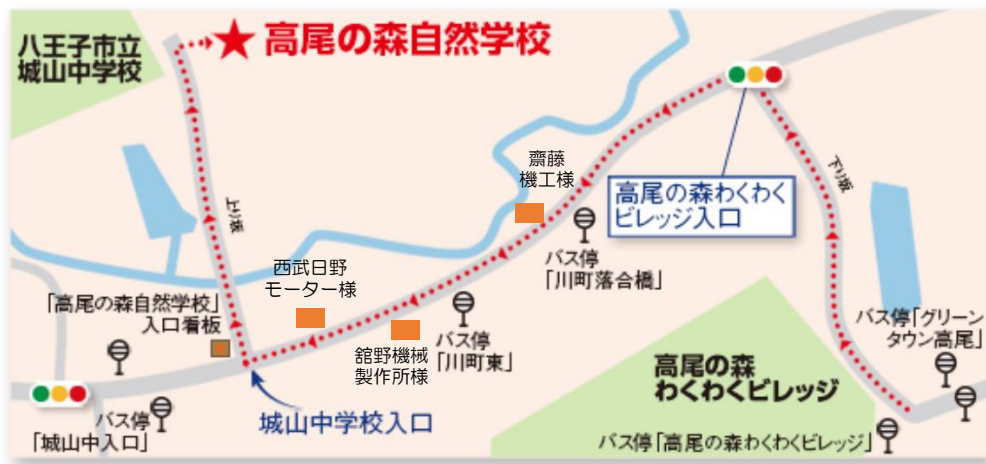 八王子市立
城山中学校
高尾の森自然学校
上り坂
齋藤
機工様
高尾の森わくわく
ビレッジ入口
下り坂
バス停
「川町落合橋」
西武日野
モーター様
「高尾の森自然学校」
入口看板
舘野機械
製作所様
バス停
「川町東」
バス停「グリーン
タウン高尾」
高尾の森
わくわくビレッジ
城山中学校入口
バス停
「城山中入口」
バス停「高尾の森わくわくビレッジ」